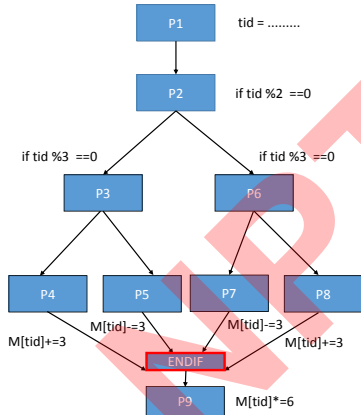 P1 tid = .........
P2 if tid %2 ==0
if tid %3 ==0 if tid %3 ==0
P3 P6
P4 P5 P7 P8
M[tid]+=3 M[tid]-=3 M[tid]-=3 M[tid]+=3
ENDIF
P9 M[tid]*=6